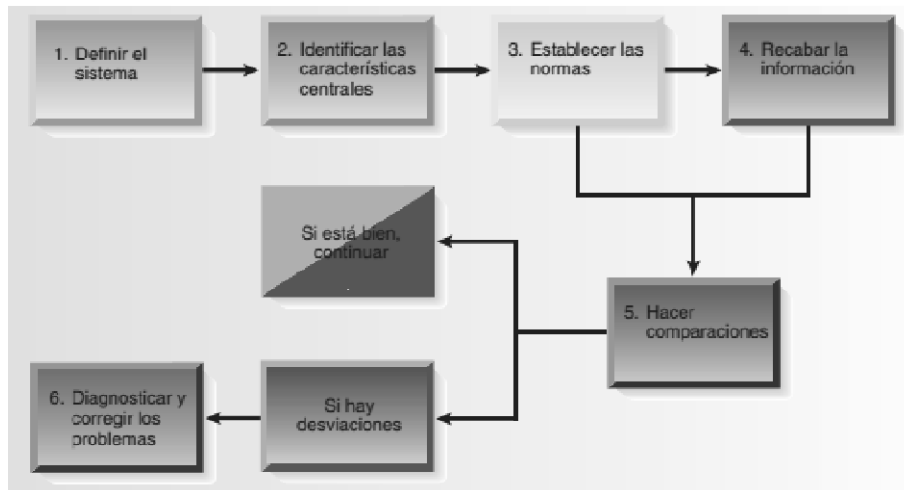 1. Definir el
sistema
2. Identificar las
características
centrales
3. Establecer las
normas
4. Recabar la
información
Si está bien,
continuar
5. Hacer
comparaciones
6. Diagnosticar y
corregir los
problemas
Si hay
desviaciones